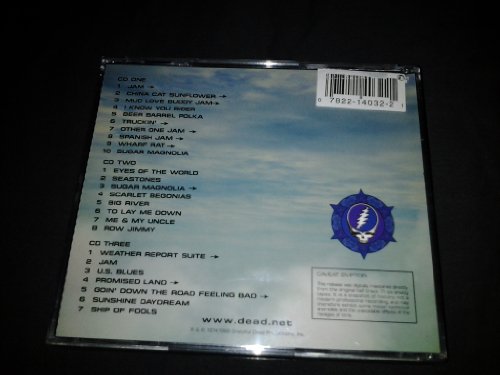 CD ONE
1 JAM →
2 CHINA CAT SUNFLOWER →
3 MUD LOVE BUDDY JAM →
4 I KNOW YOU RIDER
5 BEER BARREL POLKA
6 TRUCKIN' →
7 OTHER ONE JAM →
8 SPANISH JAM →
9 WHARF RAT →
10 SUGAR MAGNOLIA
CD TWO
1 EYES OF THE WORLD
2 SEASTONES
3 SUGAR MAGNOLIA →
4 SCARLET BEGONIAS
5 BIG RIVER
6 TO LAY ME DOWN
7 ME & MY UNCLE
8 ROW JIMMY
CD THREE
1 WEATHER REPORT SUITE →
2 JAM
3 U.S. BLUES
4 PROMISED LAND →
5 GOIN' DOWN THE ROAD FEELING BAD →
6 SUNSHINE DAYDREAM
7 SHIP OF FOOLS
www.dead.net
0 7822-14032-2
CAVEAT EMPTOR